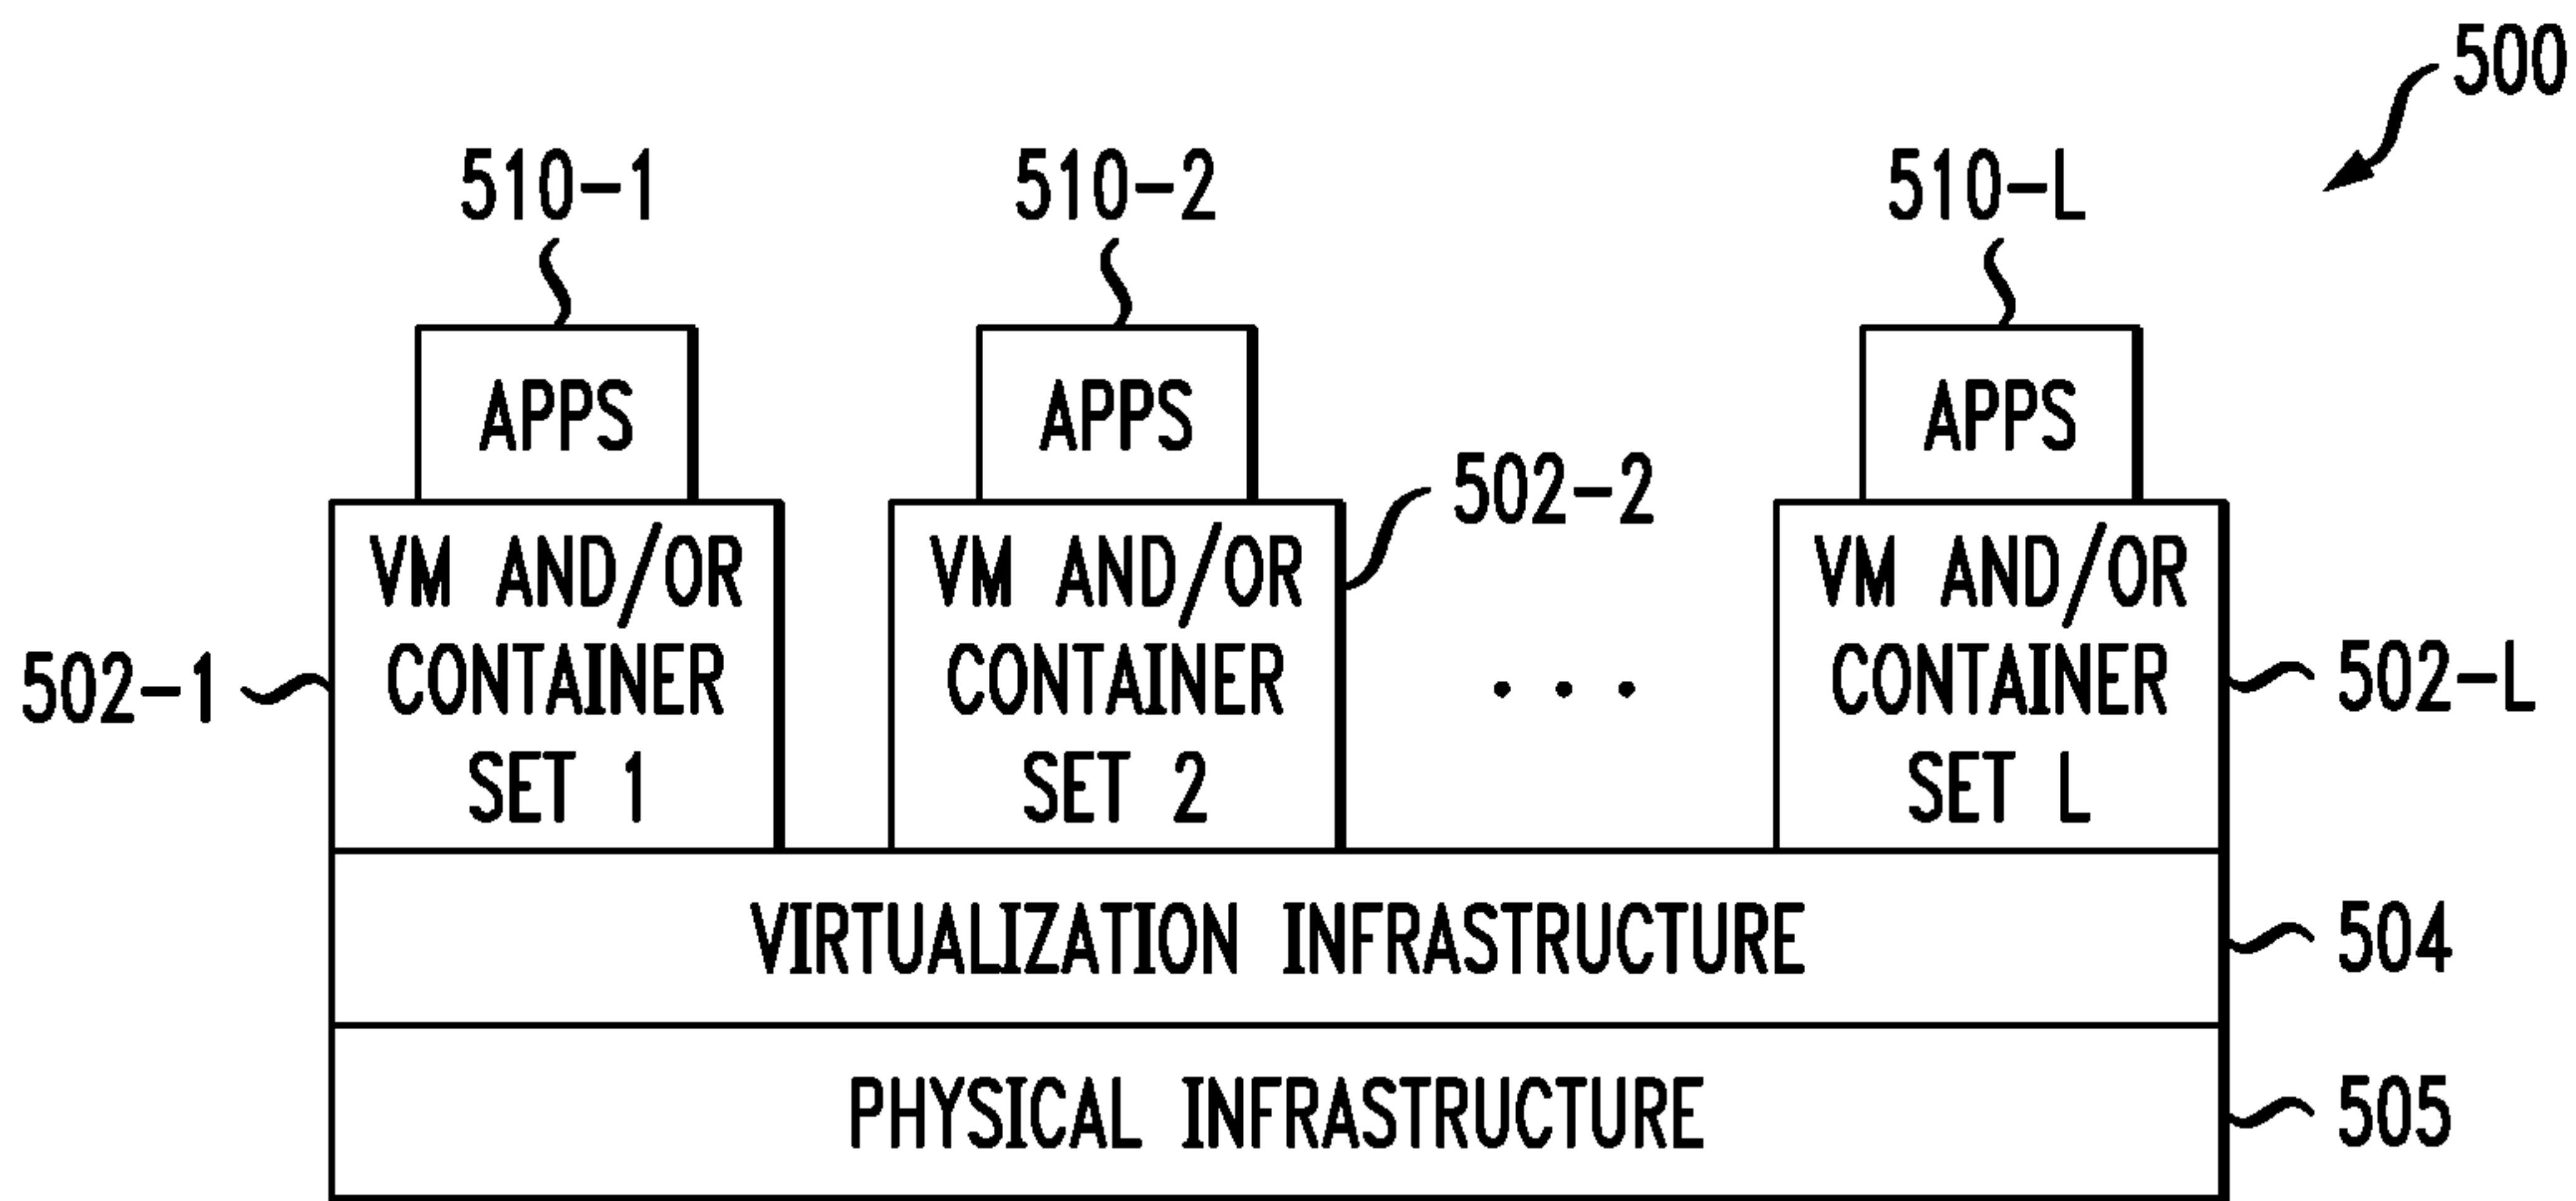 500
510-1
510-2
510-L
APPS
APPS
APPS
502-2
VM AND/OR
CONTAINER
SET 1
VM AND/OR
CONTAINER
SET 2
VM AND/OR
CONTAINER
SET L
502-1
. . .
502-L
VIRTUALIZATION INFRASTRUCTURE
504
PHYSICAL INFRASTRUCTURE
505